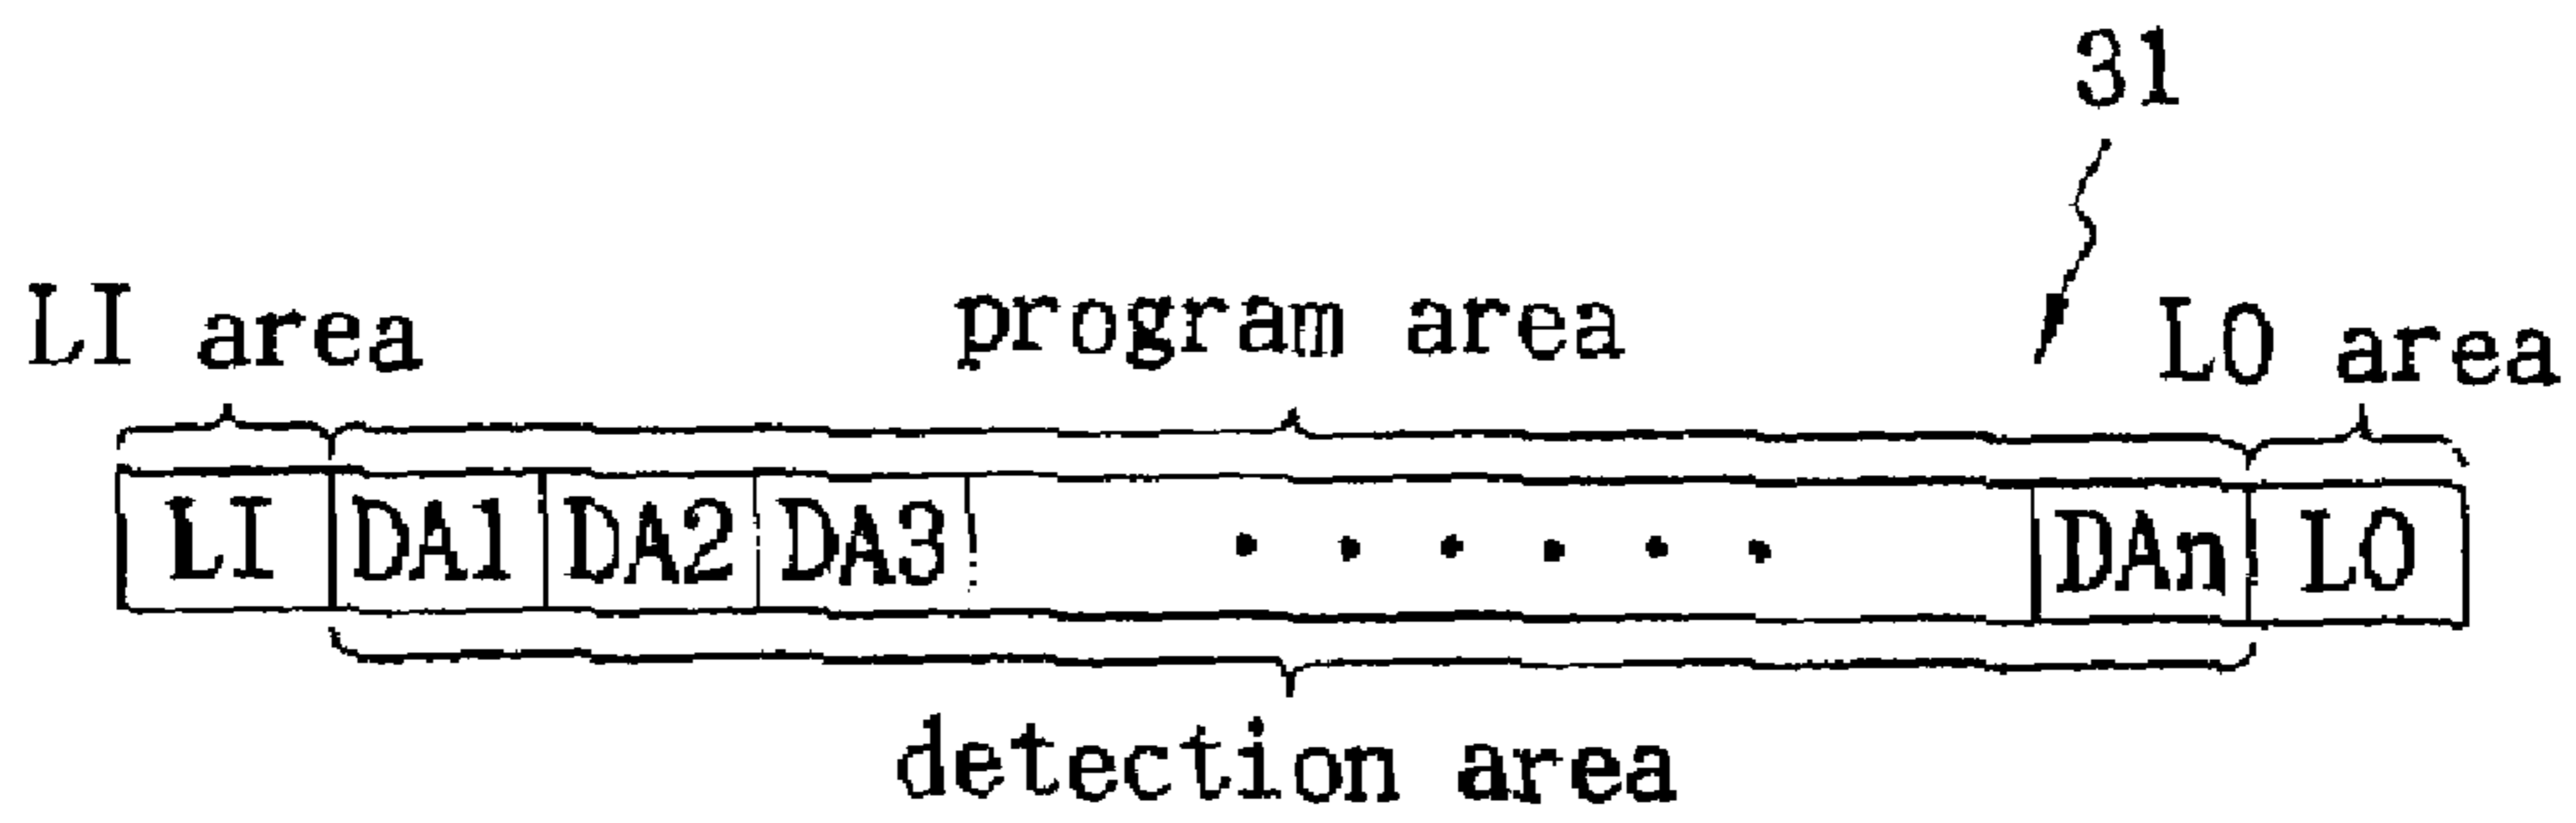 31
LI area program area LO area
LI DA1 DA2 DA3 · · · · · · DAn LO
detection area